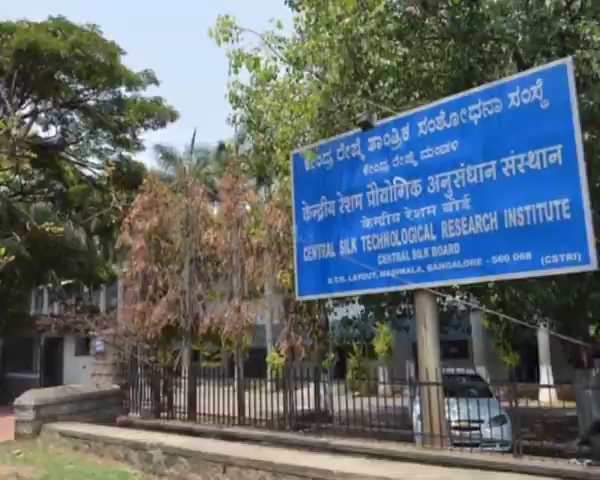 ಕೇಂದ್ರ ರೇಷ್ಮೆ ತಾಂತ್ರಿಕ ಸಂಶೋಧನಾ ಸಂಸ್ಥೆ
ಕೇಂದ್ರ ರೇಷ್ಮೆ ಮಂಡಳಿ
केन्द्रीय रेशम प्रौद्योगिक अनुसंधान संस्थान
केन्द्रीय रेशम बोर्ड
CENTRAL SILK TECHNOLOGICAL RESEARCH INSTITUTE
CENTRAL SILK BOARD
B.T.M. LAYOUT, MADIWALA, BANGALORE - 560 068 (CSTRI)